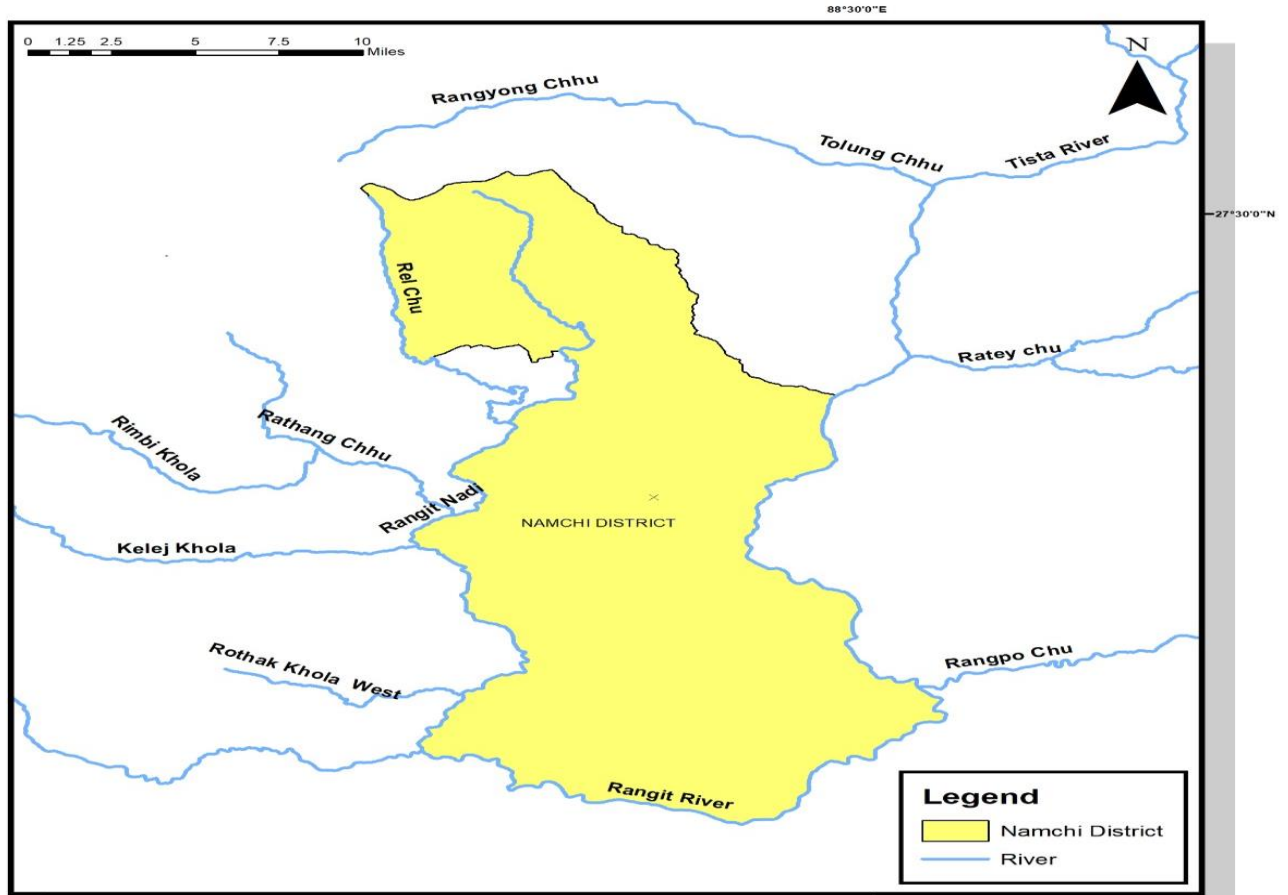 88°30'0"E
0 1.25 2.5 5 7.5 10
Miles
N
Rangyong Chhu
Tolung Chhu
Tista River
27°30'0"N
Rel Chu
Ratey chu
Rathang Chhu
Rimbi Khola
Rangit Nadi
NAMCHI DISTRICT
Kelej Khola
Rothak Khola West
Rangpo Chu
Rangit River
Legend
Namchi District
River